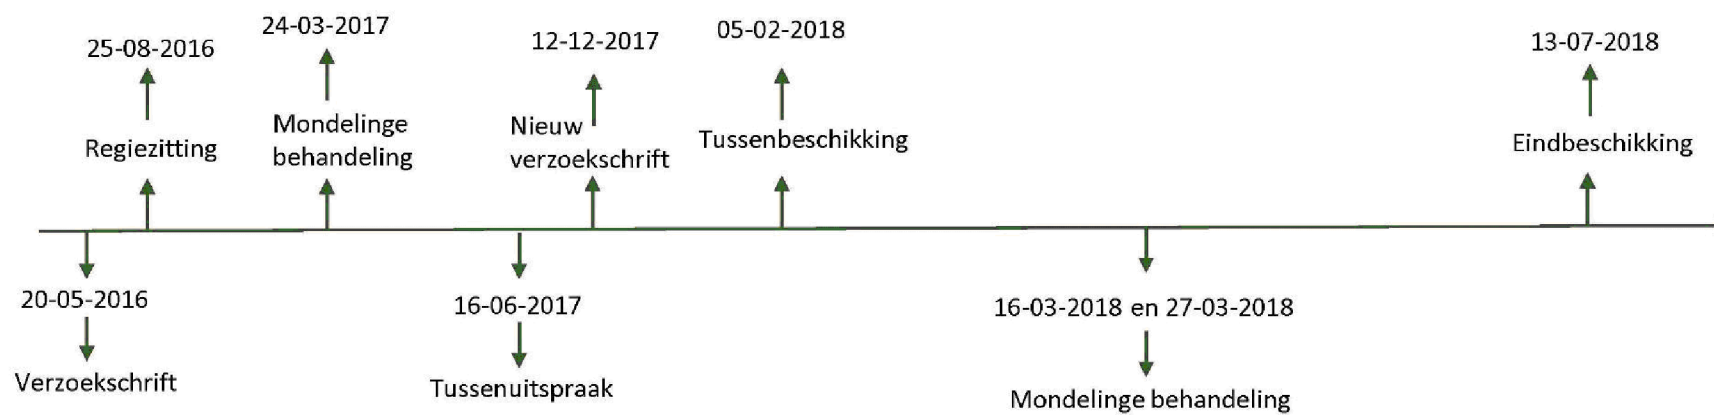 25-08-2016
Regiezitting
24-03-2017
Mondelinge
behandeling
12-12-2017
Nieuw
verzoekschrift
05-02-2018
Tussenbeschikking
13-07-2018
Eindbeschikking
20-05-2016
Verzoekschrift
16-06-2017
Tussenuitspraak
16-03-2018 en 27-03-2018
Mondelinge behandeling